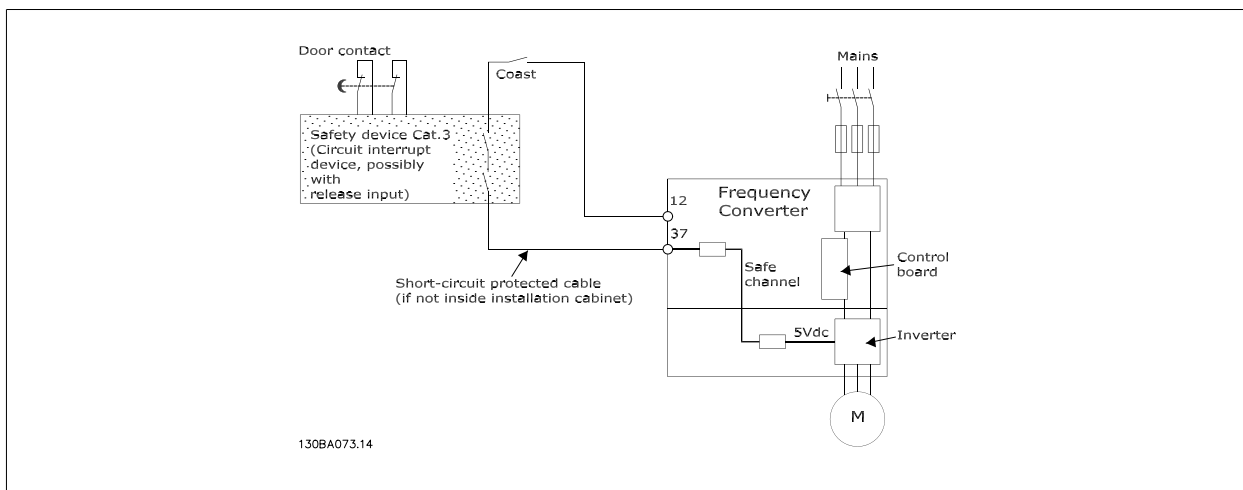 Door contact
Coast
Mains
Safety device Cat.3
(Circuit interrupt
device, possibly
with
release input)
12
Frequency
Converter
37
Safe
channel
Control
board
Short-circuit protected cable
(if not inside installation cabinet)
5Vdc
Inverter
M
130BA073.14